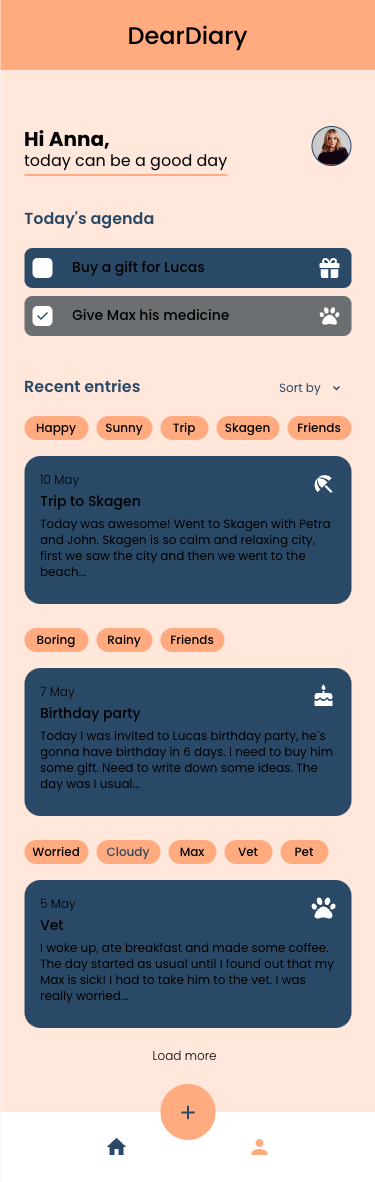 DearDiary
Hi Anna,
today can be a good day
Today's agenda
Buy a gift for Lucas
Give Max his medicine
Recent entries
Sort by
Happy Sunny Trip Skagen Friends
10 May
Trip to Skagen
Today was awesome! Went to Skagen with Petra
and John. Skagen is so calm and relaxing city,
first we saw the city and then we went to the
beach...
Boring Rainy Friends
7 May
Birthday party
Today I was invited to Lucas birthday party, he's
gonna have birthday in 6 days. I need to buy him
some gift. Need to write down some ideas. The
day was I usual...
Worried Cloudy Max Vet Pet
5 May
Vet
I woke up, ate breakfast and made some coffee.
The day started as usual until I found out that my
Max is sick! I had to take him to the vet. I was
really worried...
Load more